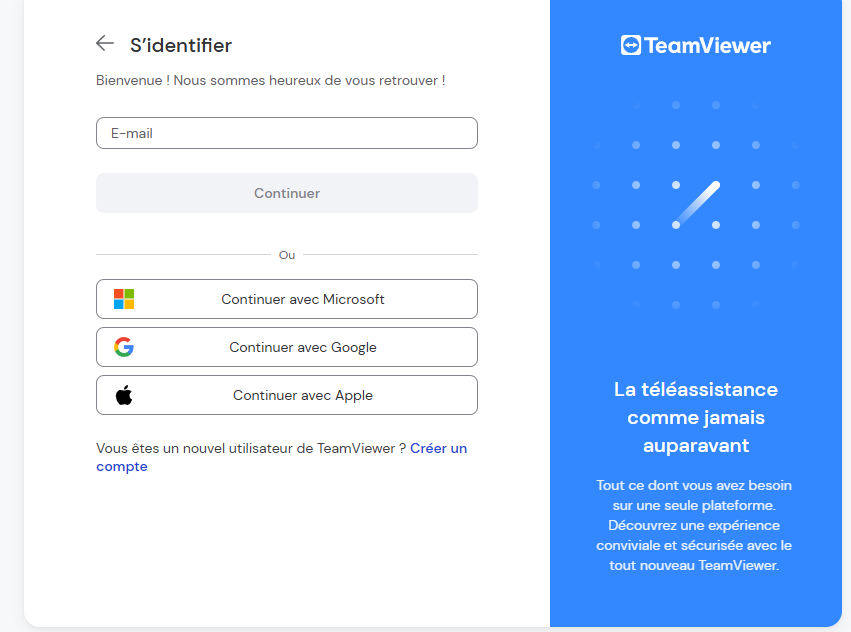 S’identifier
Bienvenue ! Nous sommes heureux de vous retrouver !
E-mail
Continuer
Ou
Continuer avec Microsoft
Continuer avec Google
Continuer avec Apple
Vous êtes un nouvel utilisateur de TeamViewer ? Créer un
compte
TeamViewer
La téléassistance
comme jamais
auparavant
Tout ce dont vous avez besoin
sur une seule plateforme.
Découvrez une expérience
conviviale et sécurisée avec le
tout nouveau TeamViewer.